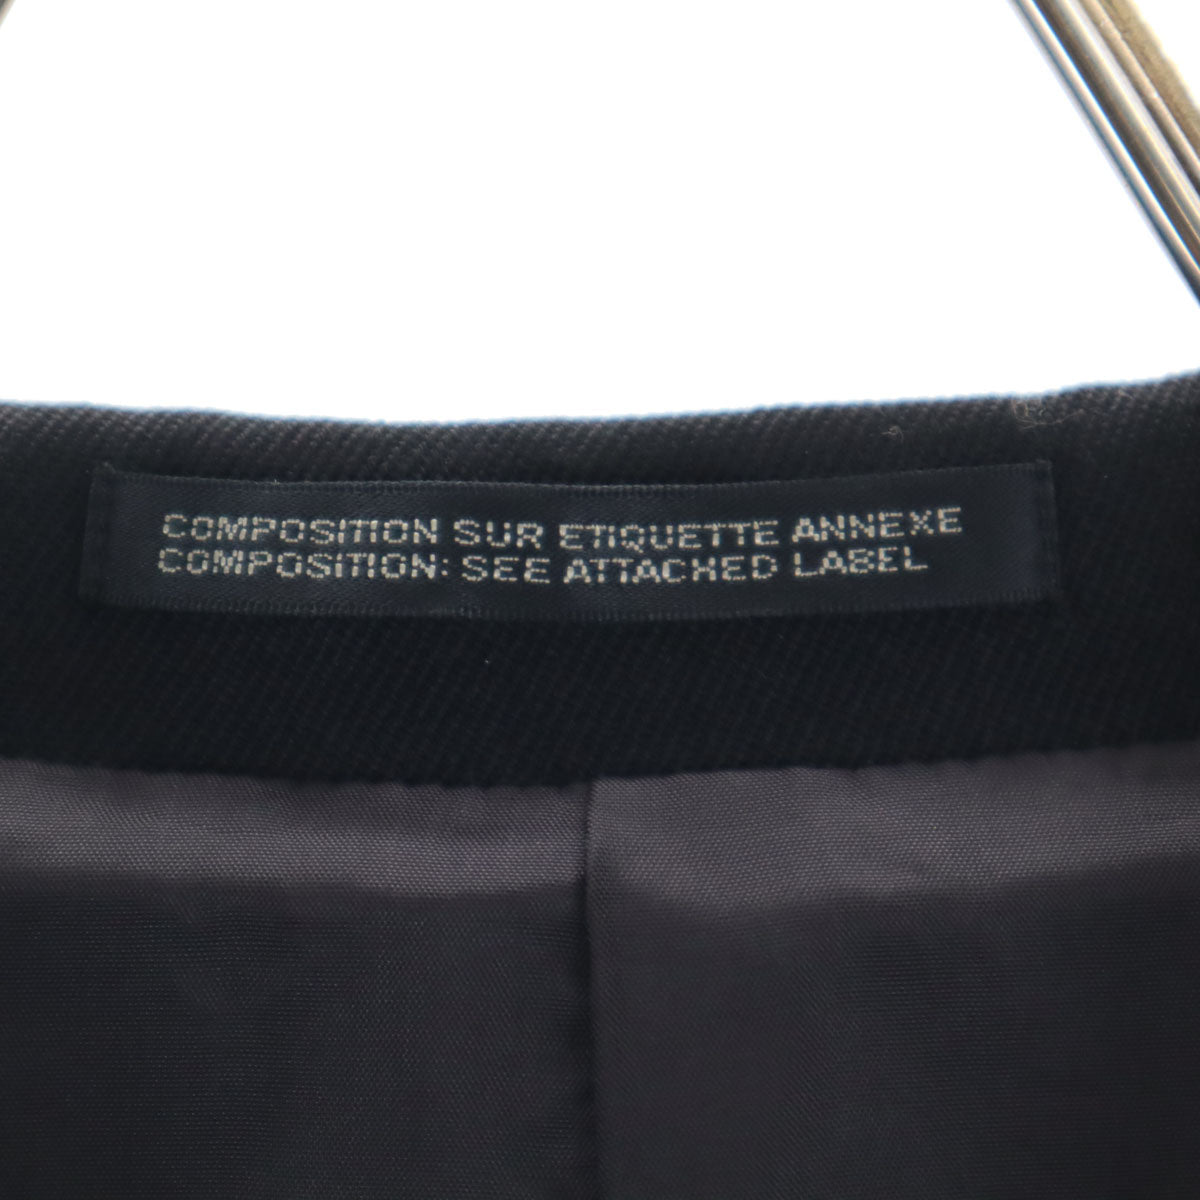 COMPOSITION SUR ETIQUETTE ANNEXE
COMPOSITION: SEE ATTACHED LABEL